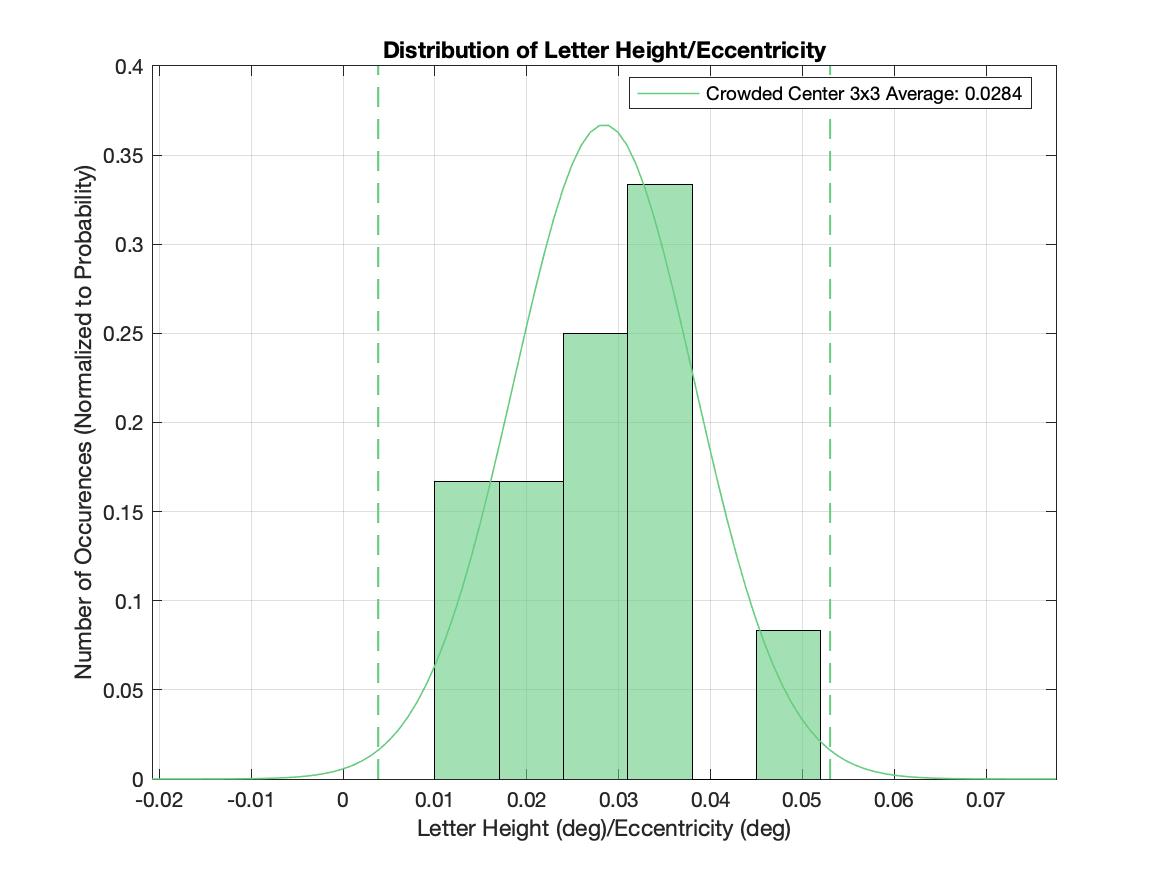 Distribution of Letter Height/Eccentricity
Crowded Center 3x3 Average: 0.0284
Number of Occurences (Normalized to Probability)
0.4
0.35
0.3
0.25
0.2
0.15
0.1
0.05
0
-0.02 -0.01 0 0.01 0.02 0.03 0.04 0.05 0.06 0.07
Letter Height (deg)/Eccentricity (deg)